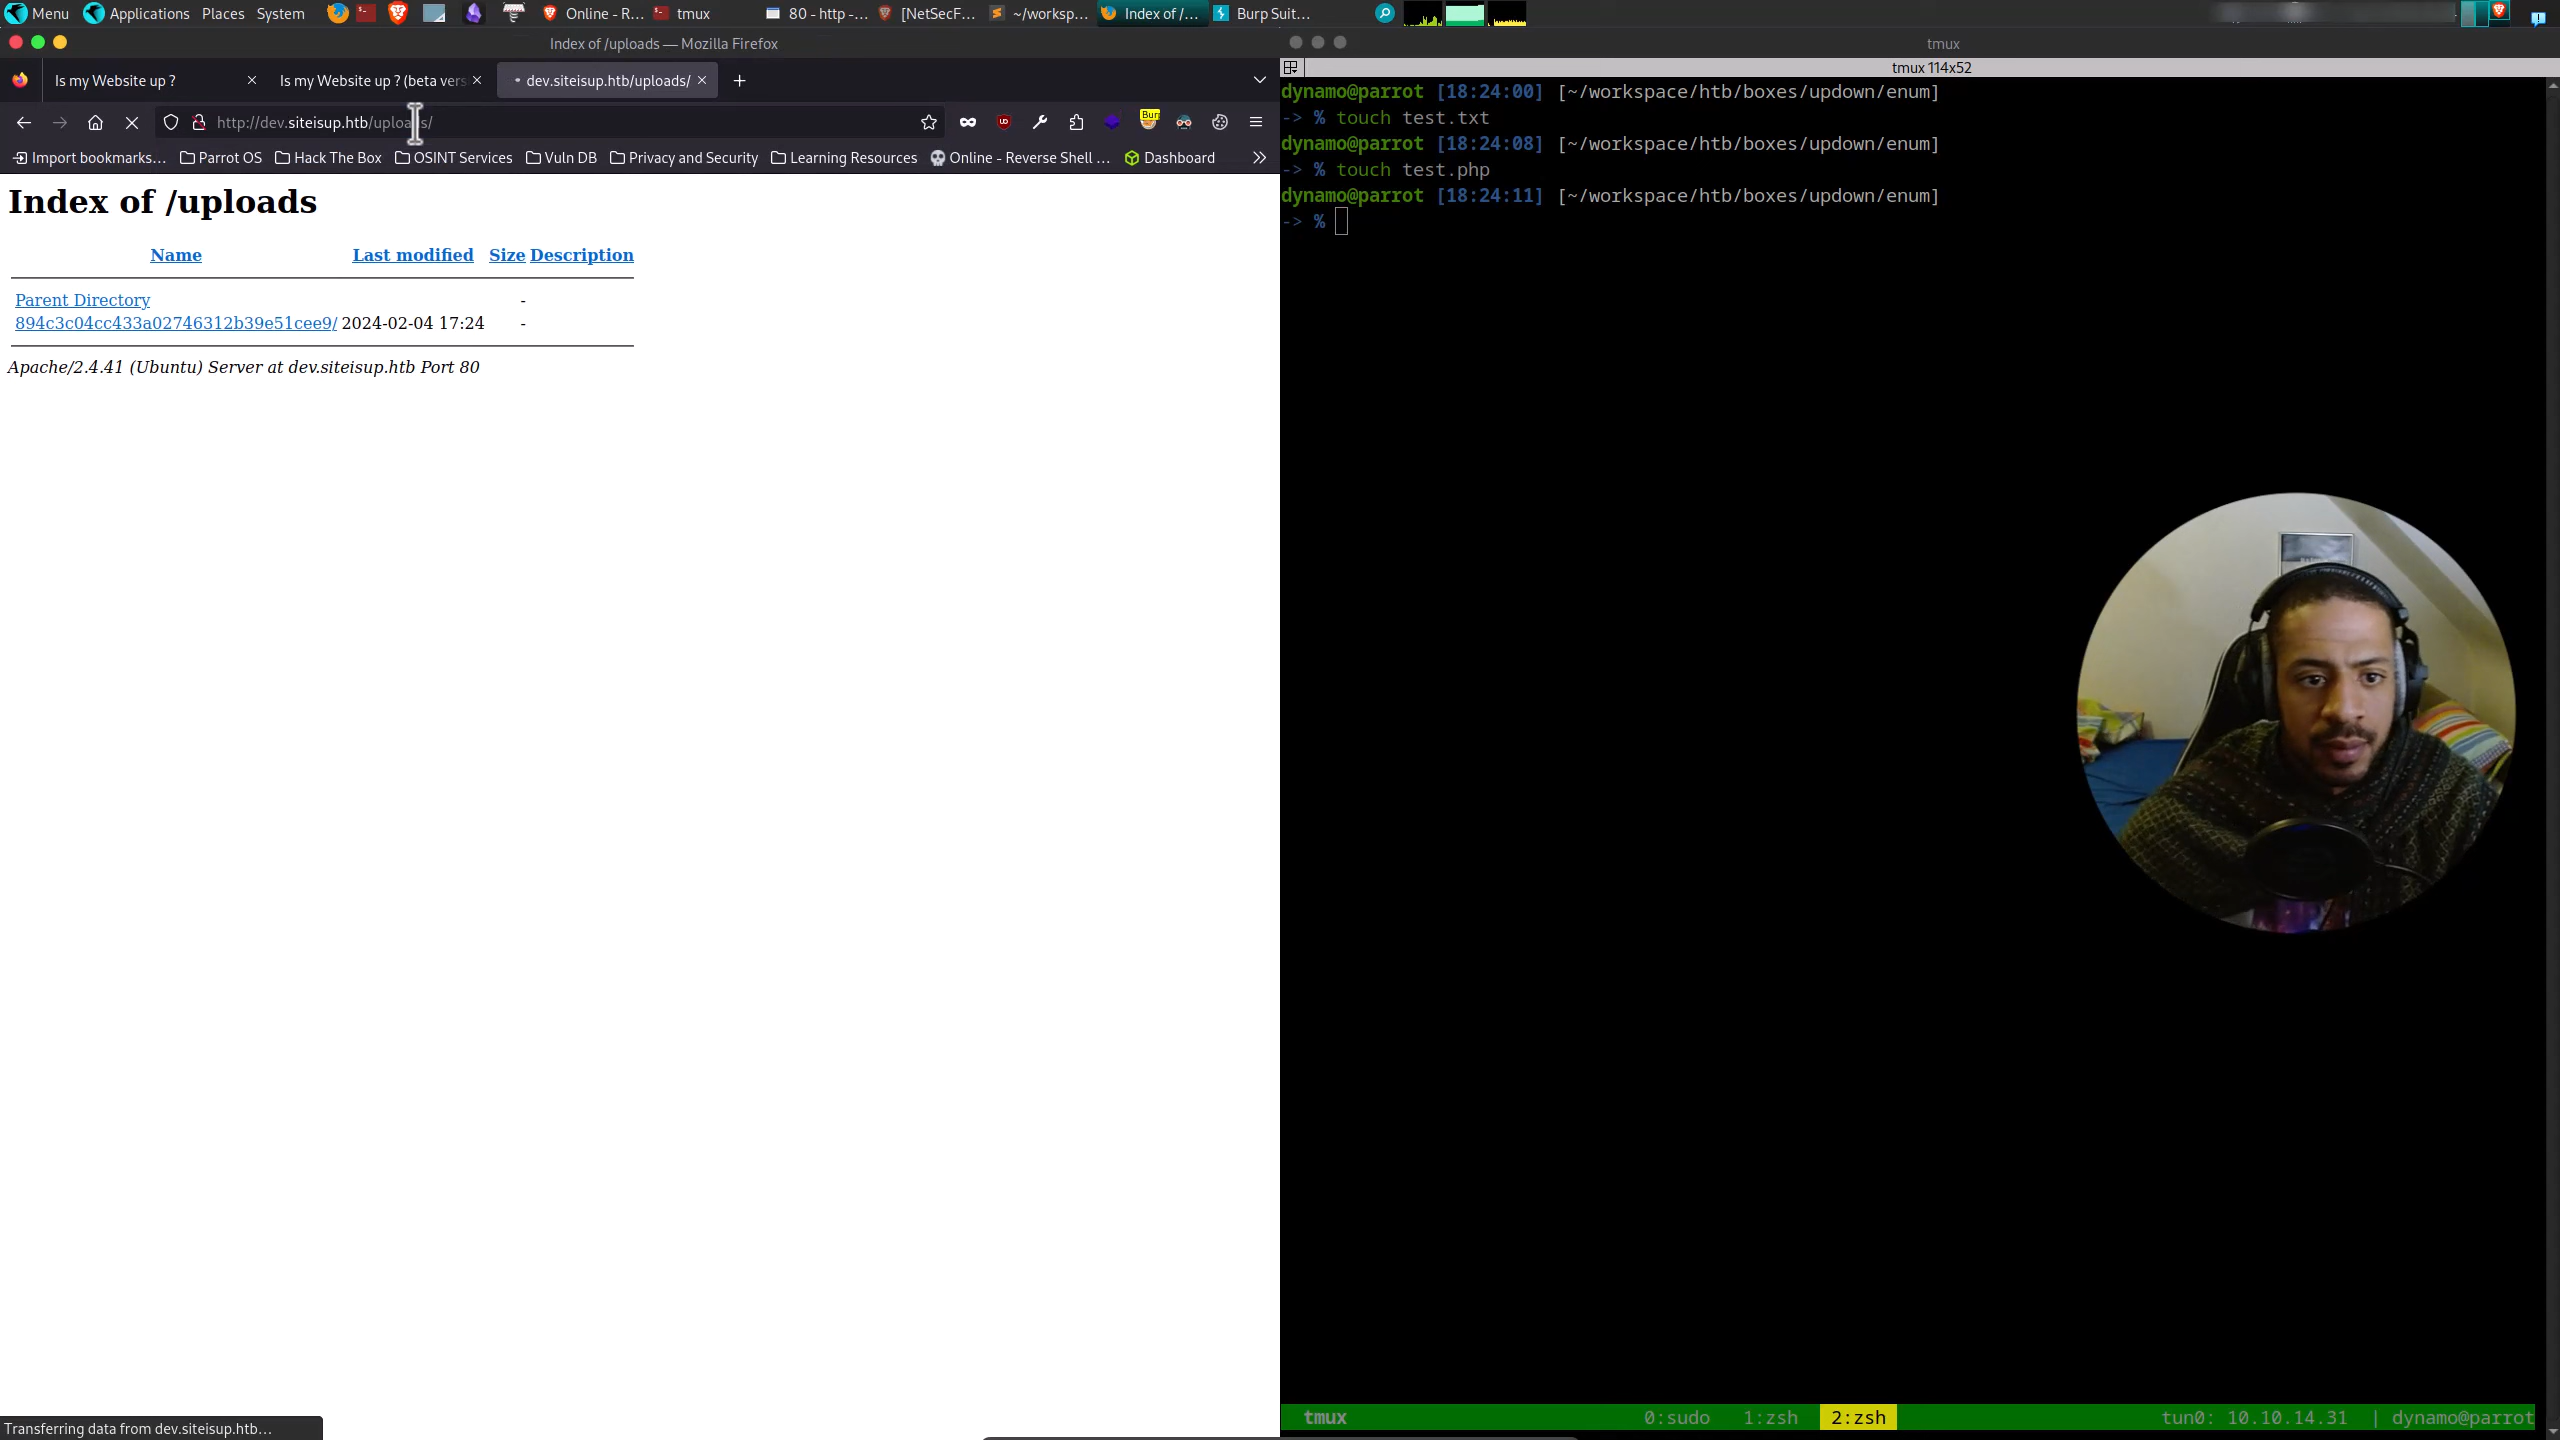 Menu Applications Places System Online - R... tmux 80 - http -... [NetSecF... ~/worksp... Index of /... Burp Suit...
Index of /uploads — Mozilla Firefox
tmux
Is my Website up ?
Is my Website up ? (beta vers
dev.siteisup.htb/uploads/
tmux 114x52
http://dev.siteisup.htb/uploads/
Burp
Import bookmarks... Parrot OS Hack The Box OSINT Services Vuln DB Privacy and Security Learning Resources Online - Reverse Shell ... Dashboard
Index of /uploads
Name Last modified Size Description
Parent Directory -
894c3c04cc433a02746312b39e51cee9/ 2024-02-04 17:24 -
Apache/2.4.41 (Ubuntu) Server at dev.siteisup.htb Port 80
Transferring data from dev.siteisup.htb...
dynamo@parrot [18:24:00] [~/workspace/htb/boxes/updown/enum]
-> % touch test.txt
dynamo@parrot [18:24:08] [~/workspace/htb/boxes/updown/enum]
-> % touch test.php
dynamo@parrot [18:24:11] [~/workspace/htb/boxes/updown/enum]
-> %
tmux 0:sudo 1:zsh 2:zsh tun0: 10.10.14.31 | dynamo@parrot